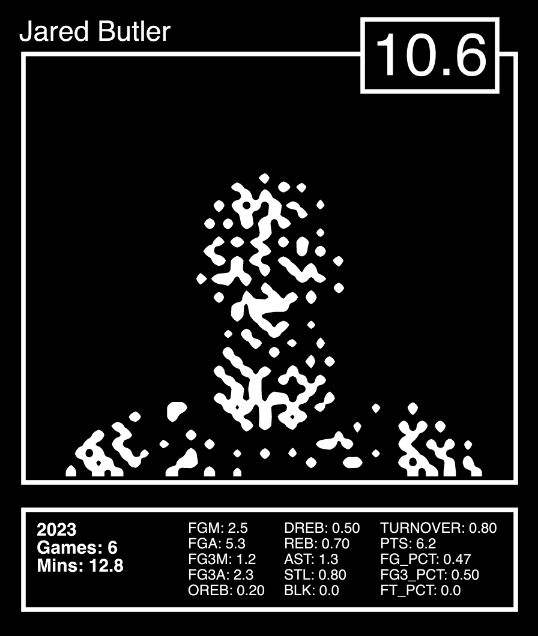 Jared Butler
10.6
2023
Games: 6
Mins: 12.8
FGM: 2.5
FGA: 5.3
FG3M: 1.2
FG3A: 2.3
OREB: 0.20
DREB: 0.50
REB: 0.70
AST: 1.3
STL: 0.80
BLK: 0.0
TURNOVER: 0.80
PTS: 6.2
FG_PCT: 0.47
FG3_PCT: 0.50
FT_PCT: 0.0